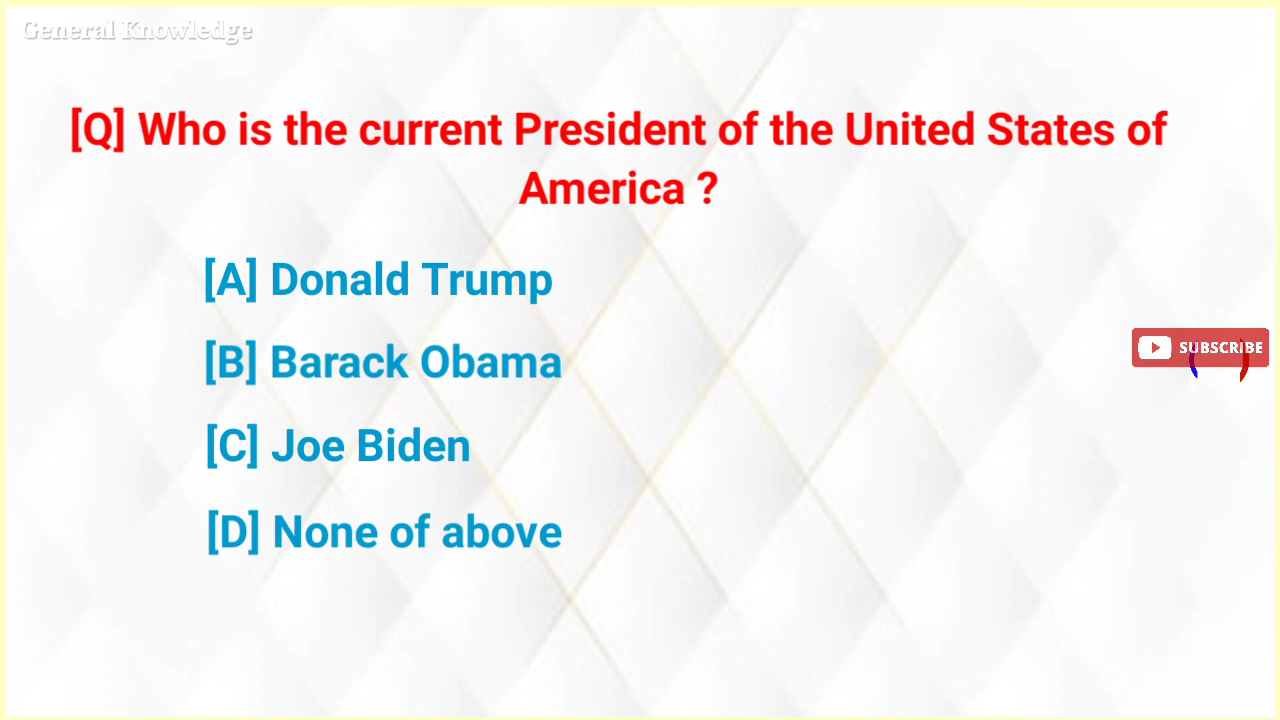 General Knowledge
[Q] Who is the current President of the United States of
America ?
[A] Donald Trump
[B] Barack Obama
SUBSCRIBE
[C] Joe Biden
[D] None of above